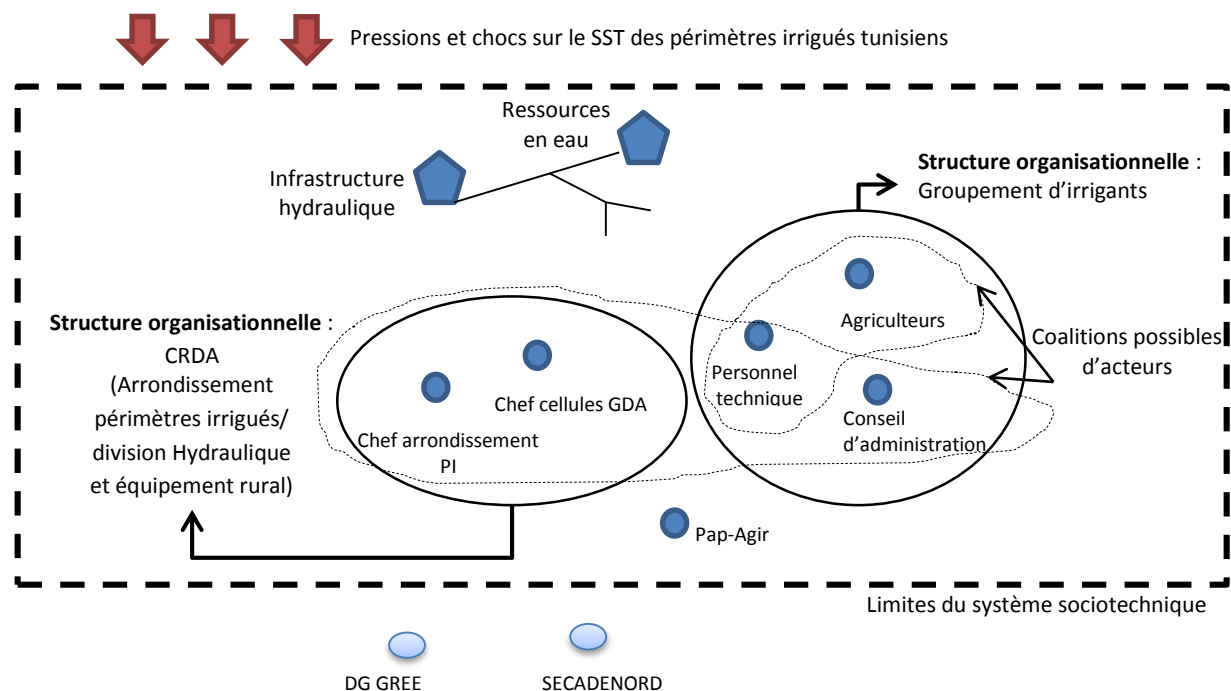 Pressions et chocs sur le SST des périmètres irrigués tunisiens
Ressources
en eau
Infrastructure
hydraulique
Structure organisationnelle :
Groupement d'irrigants
Structure organisationnelle :
CRDA
(Arrondissement
périmètres irrigués/
division Hydraulique
et équipement rural)
Agriculteurs
Personnel
technique
Conseil
d'administration
Coalitions possibles
d'acteurs
Chef cellules GDA
Chef arrondissement
PI
Pap-Agir
Limites du système sociotechnique
DG GREE
SECADENORD